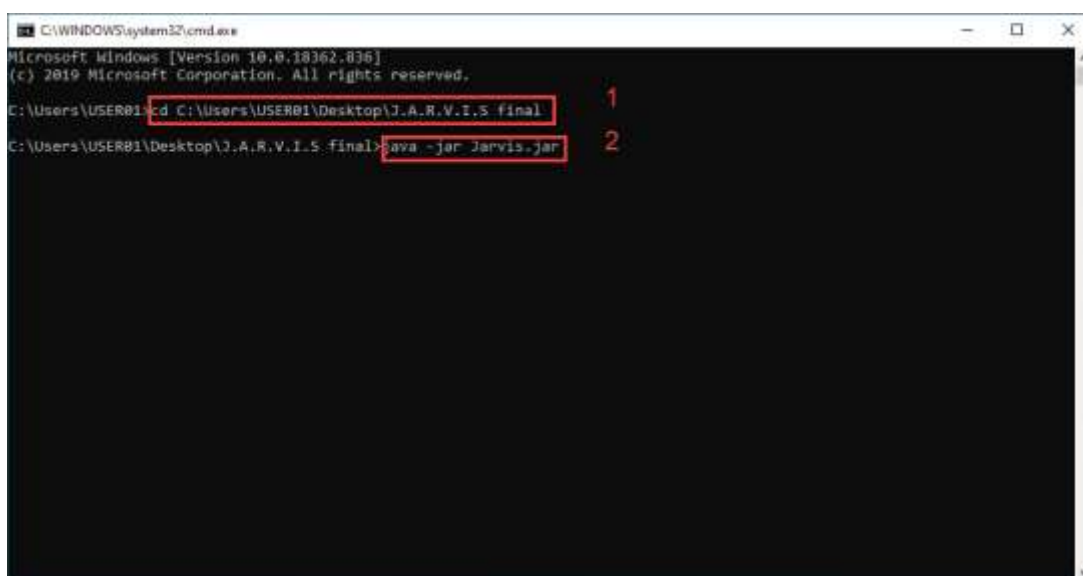 C:\WINDOWS\system32\cmd.exe
Microsoft Windows [Version 10.0.18362.836]
(c) 2019 Microsoft Corporation. All rights reserved.
C:\Users\USER01>cd C:\Users\USER01\Desktop\J.A.R.V.I.S final 1
C:\Users\USER01\Desktop\J.A.R.V.I.S final>java -jar Jarvis.jar 2